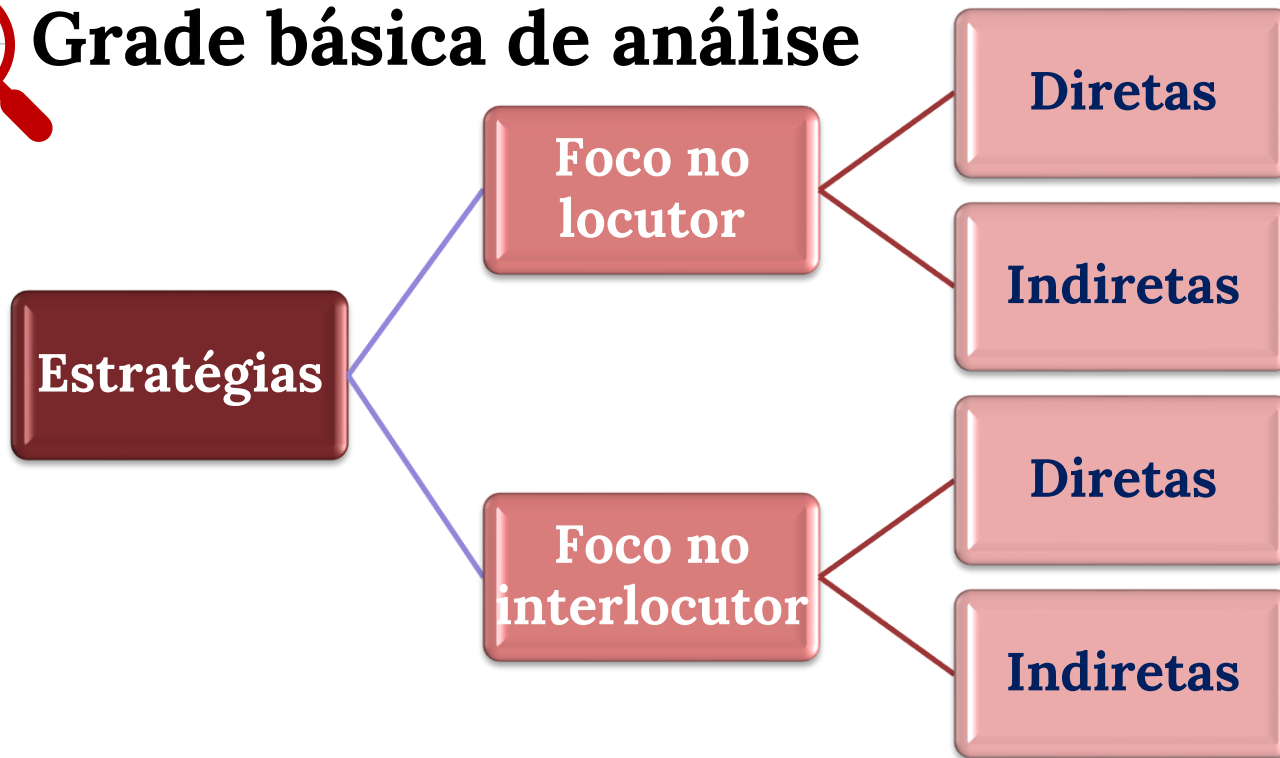 Grade básica de análise
Estratégias
Foco no
locutor
Diretas
Indiretas
Foco no
interlocutor
Diretas
Indiretas